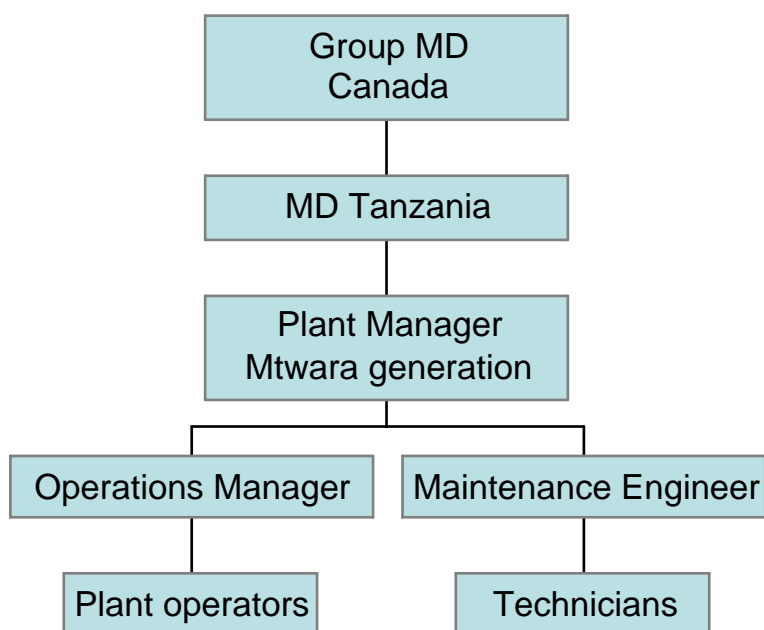 Group MD
Canada
MD Tanzania
Plant Manager
Mtwara generation
Operations Manager
Maintenance Engineer
Plant operators
Technicians